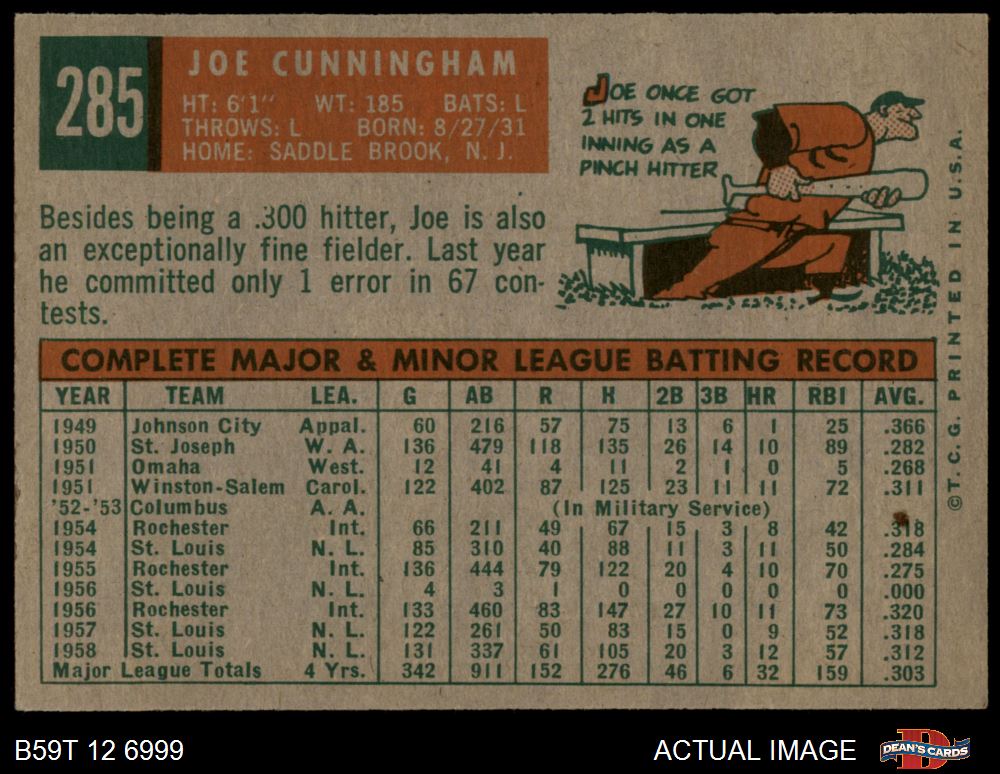 285
JOE CUNNINGHAM
HT: 6'1" WT: 185 BATS: L
THROWS: L BORN: 8/27/31
HOME: SADDLE BROOK, N. J.
JOE ONCE GOT
2 HITS IN ONE
INNING AS A
PINCH HITTER
Besides being a .300 hitter, Joe is also
an exceptionally fine fielder. Last year
he committed only 1 error in 67 con-
tests.
COMPLETE MAJOR & MINOR LEAGUE BATTING RECORD
YEAR TEAM LEA. G AB R H 2B 3B HR RBI AVG.
1949 Johnson City Appal. 60 216 57 75 13 6 1 25 .366
1950 St. Joseph W. A. 136 479 118 135 26 14 10 89 .282
1951 Omaha West. 12 41 4 11 2 1 0 5 .268
1951 Winston-Salem Carol. 122 402 87 125 23 11 11 72 .311
'52-'53 Columbus A. A. (In Military Service)
1954 Rochester Int. 66 211 49 67 15 3 8 42 .318
1954 St. Louis N. L. 85 310 40 88 11 3 11 50 .284
1955 Rochester Int. 136 444 79 122 20 4 10 70 .275
1956 St. Louis N. L. 4 3 1 0 0 0 0 0 .000
1956 Rochester Int. 133 460 83 147 27 10 11 73 .320
1957 St. Louis N. L. 122 261 50 83 15 0 9 52 .318
1958 St. Louis N. L. 131 337 61 105 20 3 12 57 .312
Major League Totals 4 Yrs. 342 911 152 276 46 6 32 159 .303
©T. C. G. PRINTED IN U.S.A.
B59T 12 6999
ACTUAL IMAGE
DEAN'S CARDS